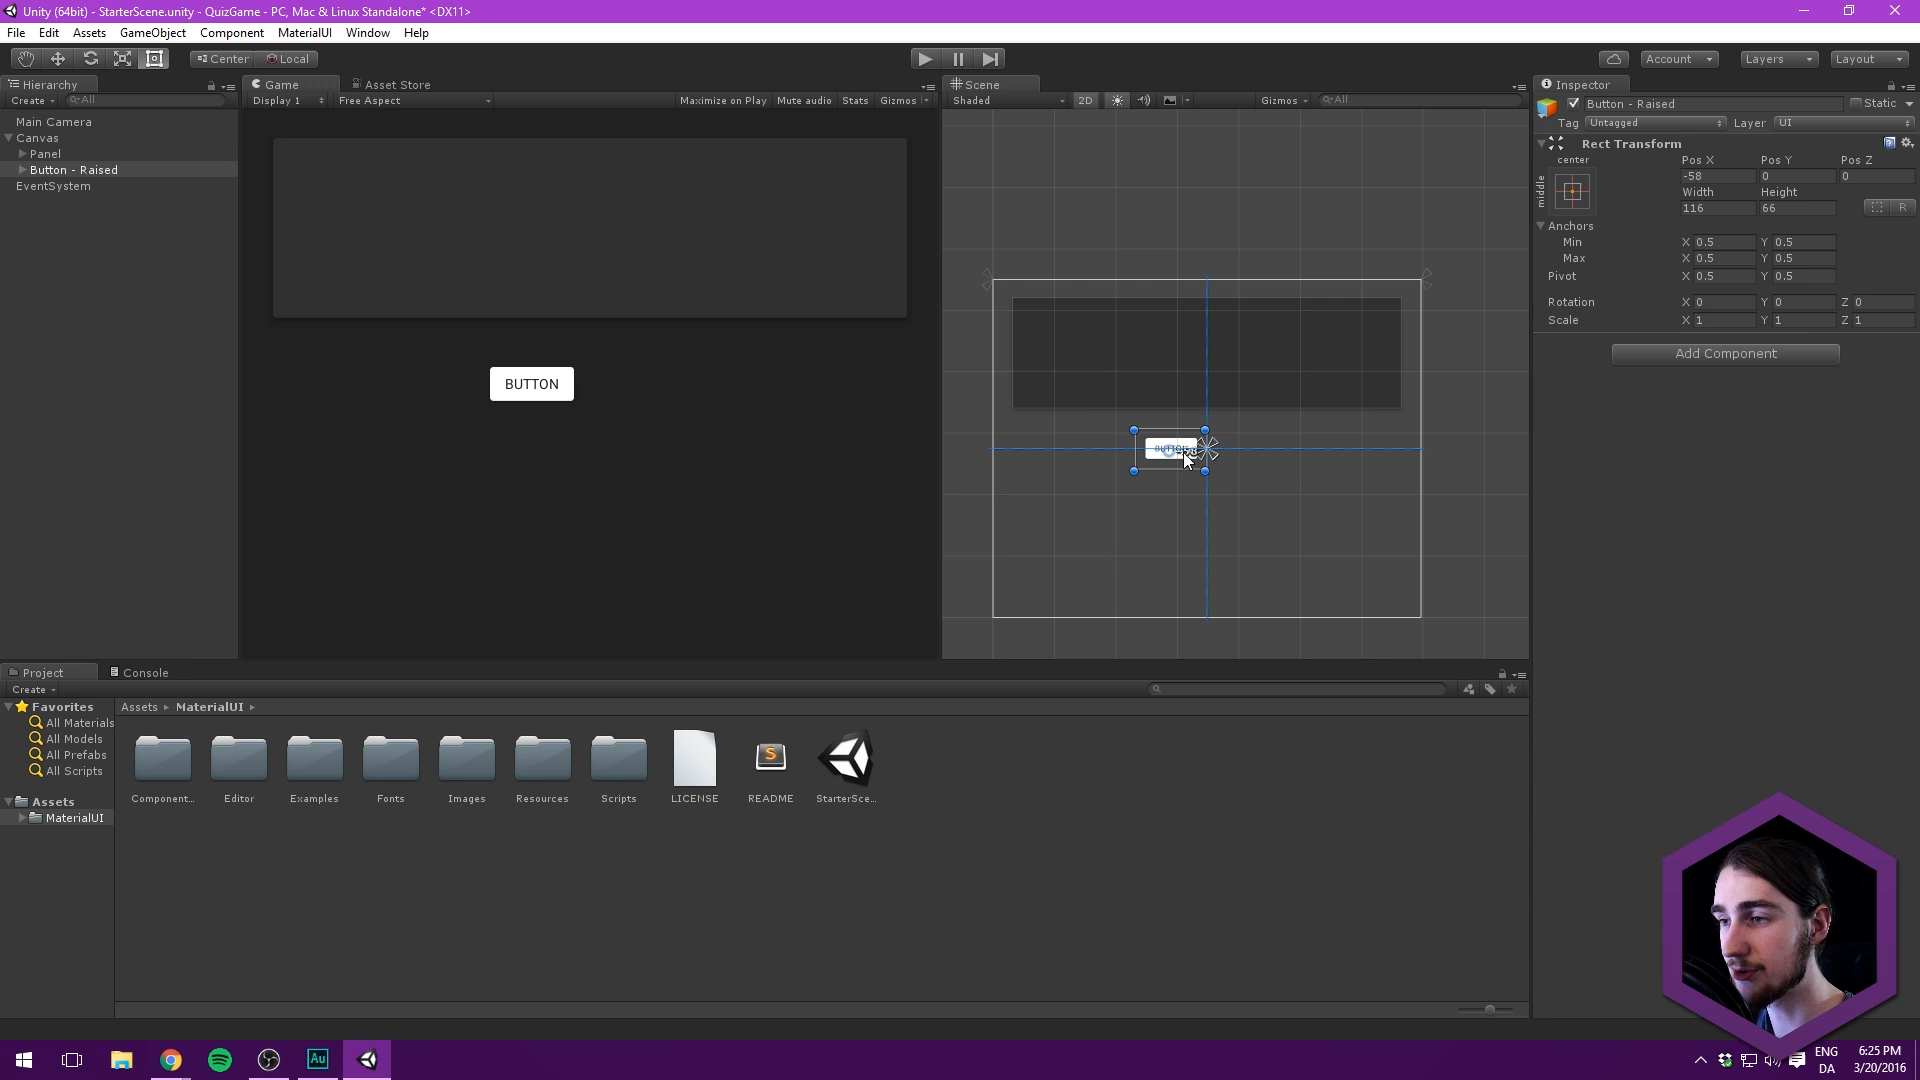 Unity (64bit) - StarterScene.unity - QuizGame - PC, Mac & Linux Standalone* <DX11>
File Edit Assets GameObject Component MaterialUI Window Help
Center Local
Account Layers Layout
Hierarchy
Create All
Main Camera
Canvas
Panel
Button - Raised
EventSystem
Game Asset Store
Display 1 Free Aspect Maximize on Play Mute audio Stats Gizmos
BUTTON
Scene
Shaded 2D Gizmos All
Inspector
Button - Raised Static
Tag Untagged Layer UI
Rect Transform
center
middle
Pos X Pos Y Pos Z
-58 0 0
Width Height
116 66
R
Anchors
Min X 0.5 Y 0.5
Max X 0.5 Y 0.5
Pivot X 0.5 Y 0.5
Rotation X 0 Y 0 Z 0
Scale X 1 Y 1 Z 1
Add Component
Project Console
Create
Favorites
All Materials
All Models
All Prefabs
All Scripts
Assets
MaterialUI
Assets MaterialUI
Component... Editor Examples Fonts Images Resources Scripts LICENSE README StarterSce...
S
Au
ENG
DA
6:25 PM
3/20/2016